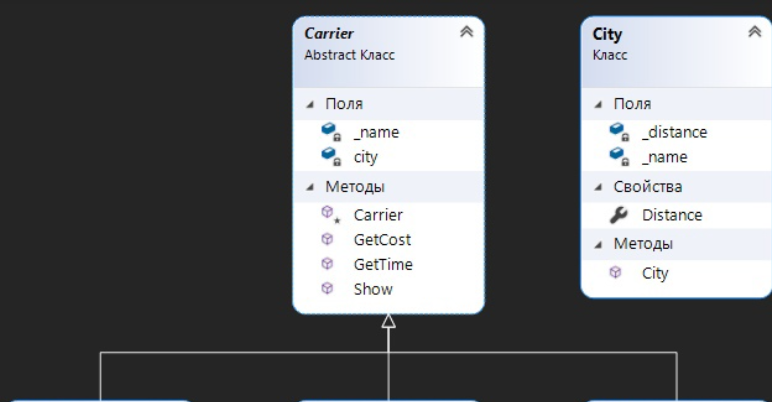 Carrier
Abstract Класс
Поля
_name
city
Методы
Carrier
GetCost
GetTime
Show
City
Класс
Поля
_distance
_name
Свойства
Distance
Методы
City